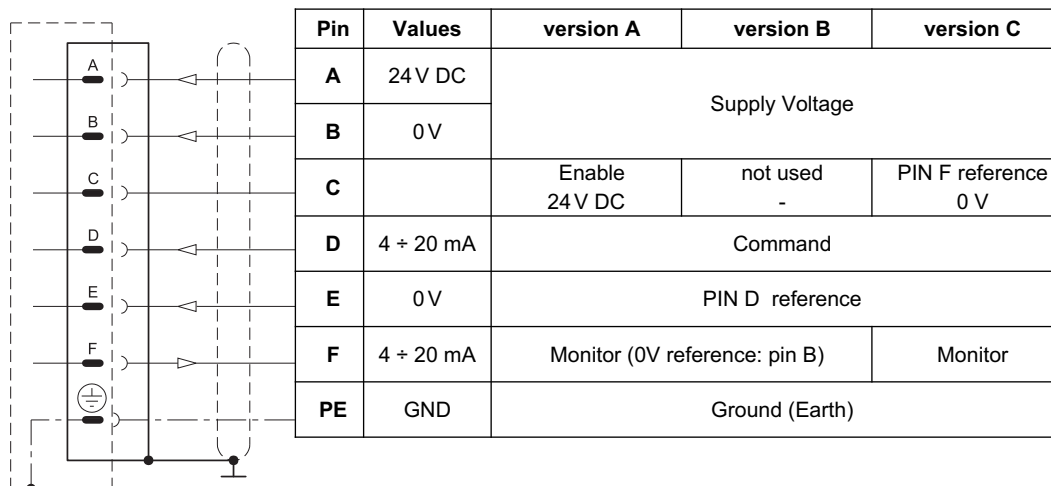 Pin Values version A version B version C
A 24 V DC Supply Voltage
B 0 V
C Enable 24 V DC not used - PIN F reference 0 V
D 4 ÷ 20 mA Command
E 0 V PIN D reference
F 4 ÷ 20 mA Monitor (0V reference: pin B) Monitor
PE GND Ground (Earth)
A
B
C
D
E
F